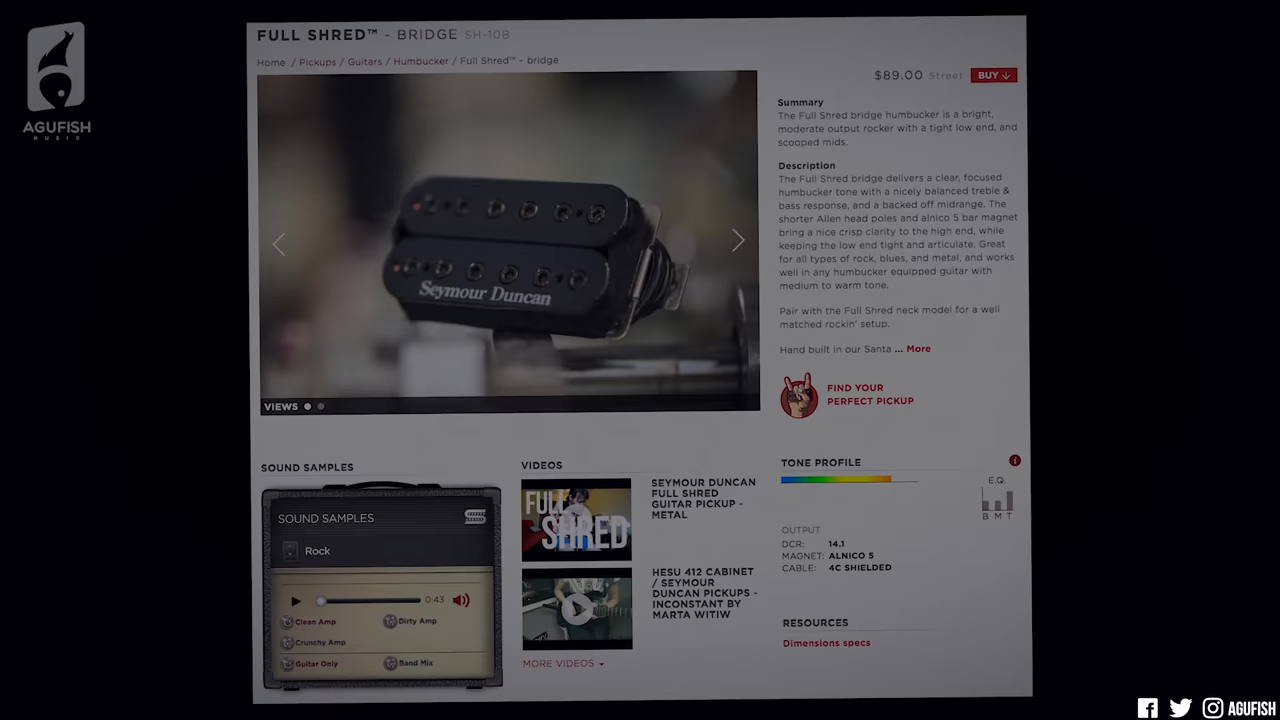 AGUFISH
MUSIC
FULL SHRED™ - BRIDGE SH-10B
Home / Pickups / Guitars / Humbucker / Full Shred™ – bridge
$89.00 Street BUY
Summary
The Full Shred bridge humbucker is a bright,
moderate output rocker with a tight low end, and
scooped mids.
Description
The Full Shred bridge delivers a clear, focused
humbucker tone with a nicely balanced treble &
bass response, and a backed off midrange. The
shorter Allen head poles and alnico 5 bar magnet
bring a nice crisp clarity to the high end, while
keeping the low end tight and articulate. Great
for all types of rock, blues, and metal, and works
well in any humbucker equipped guitar with
medium to warm tone.
Pair with the Full Shred neck model for a well
matched rockin' setup.
Hand built in our Santa ... More
Seymour Duncan
VIEWS
FIND YOUR
PERFECT PICKUP
SOUND SAMPLES
SOUND SAMPLES
Rock
0:43
Clean Amp
Dirty Amp
Crunchy Amp
Guitar Only
Band Mix
VIDEOS
FULL
SHRED
SEYMOUR DUNCAN
FULL SHRED
GUITAR PICKUP -
METAL
HESU 412 CABINET
/ SEYMOUR
DUNCAN PICKUPS -
INCONSTANT BY
MARTA WITIW
MORE VIDEOS
TONE PROFILE
E.Q.
B M T
OUTPUT
DCR: 14.1
MAGNET: ALNICO 5
CABLE: 4C SHIELDED
RESOURCES
Dimensions specs
AGUFISH